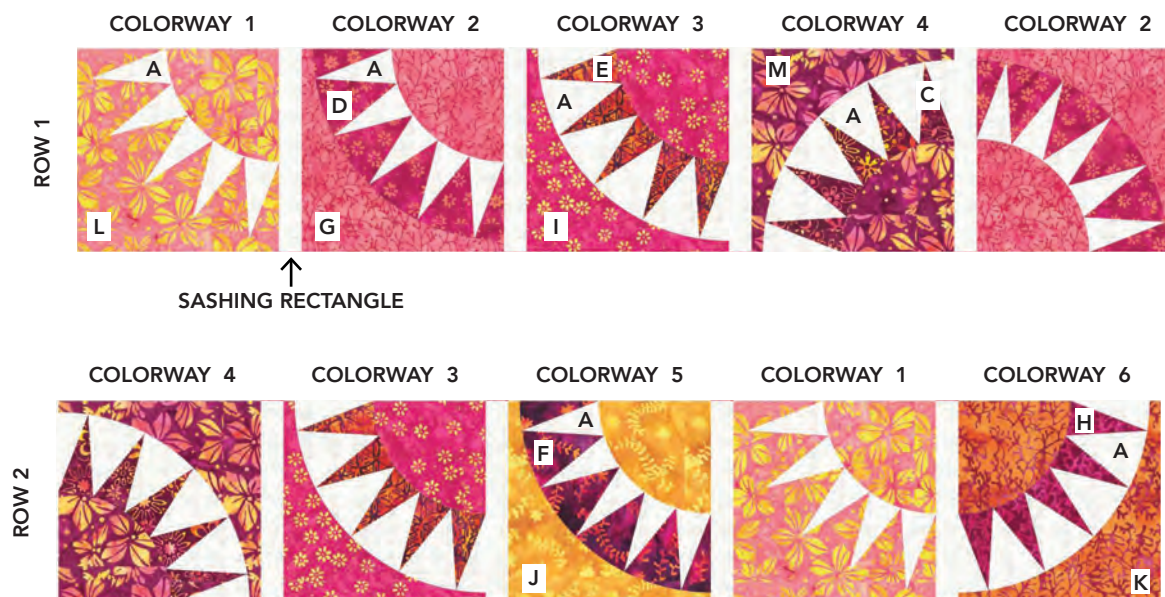 COLORWAY 1 COLORWAY 2 COLORWAY 3 COLORWAY 4 COLORWAY 2
ROW 1
A A E M
D A A C
L G I
SASHING RECTANGLE
COLORWAY 4 COLORWAY 3 COLORWAY 5 COLORWAY 1 COLORWAY 6
ROW 2
A H
F A
J K